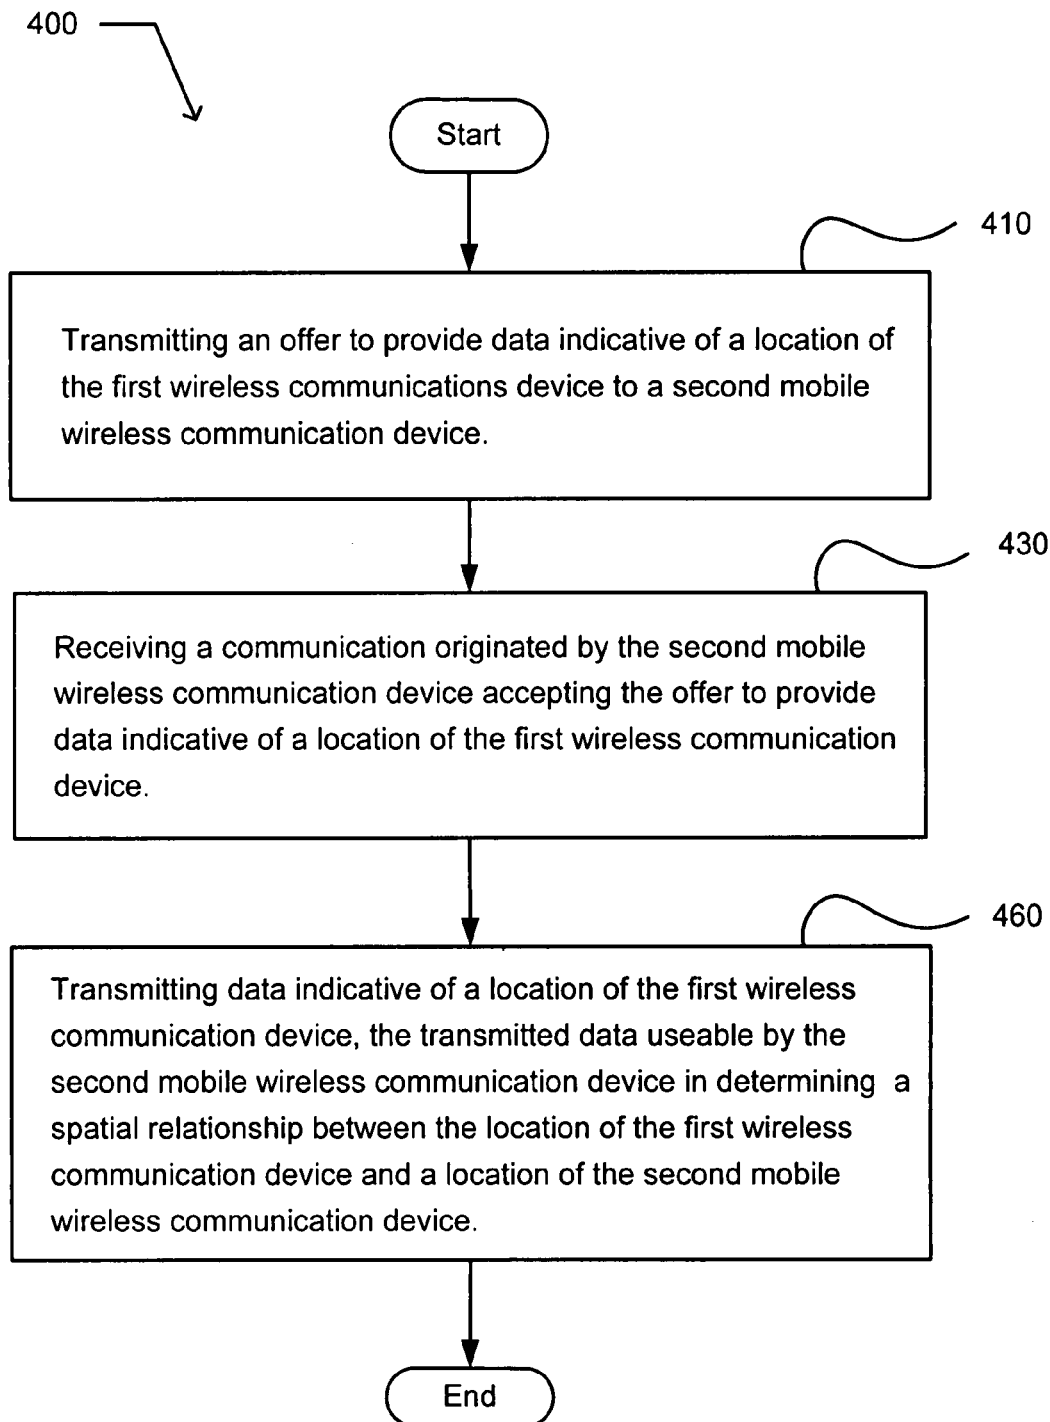 400
Start
410
Transmitting an offer to provide data indicative of a location of
the first wireless communications device to a second mobile
wireless communication device.
430
Receiving a communication originated by the second mobile
wireless communication device accepting the offer to provide
data indicative of a location of the first wireless communication
device.
460
Transmitting data indicative of a location of the first wireless
communication device, the transmitted data useable by the
second mobile wireless communication device in determining a
spatial relationship between the location of the first wireless
communication device and a location of the second mobile
wireless communication device.
End